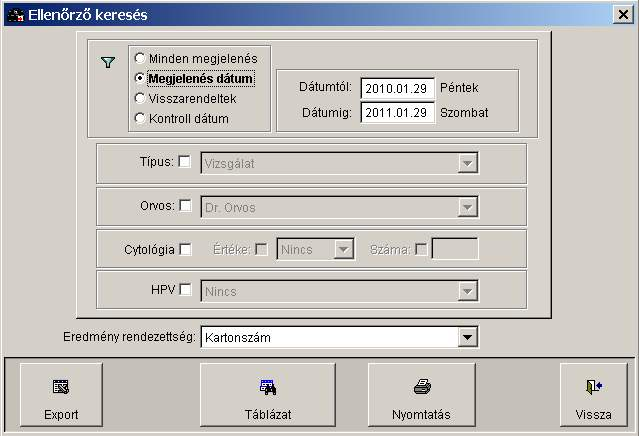 Ellenőrző keresés
Minden megjelenés
Megjelenés dátum
Visszarendeltek
Kontroll dátum
Dátumtól: 2010.01.29 Péntek
Dátumig: 2011.01.29 Szombat
Típus: Vizsgálat
Orvos: Dr. Orvos
Cytológia Értéke: Nincs Száma:
HPV Nincs
Eredmény rendezettség: Kartonszám
Export Táblázat Nyomtatás Vissza